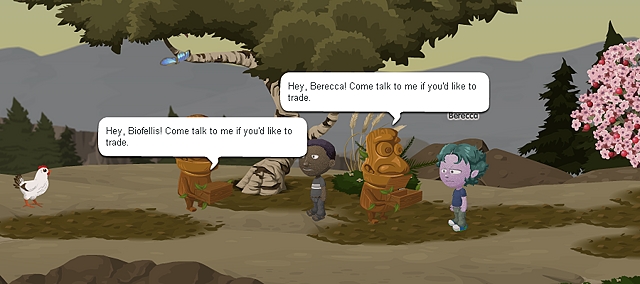 Hey, Berecca! Come talk to me if you'd like to
trade.
Berecca
Hey, Biofellis! Come talk to me if you'd like to
trade.